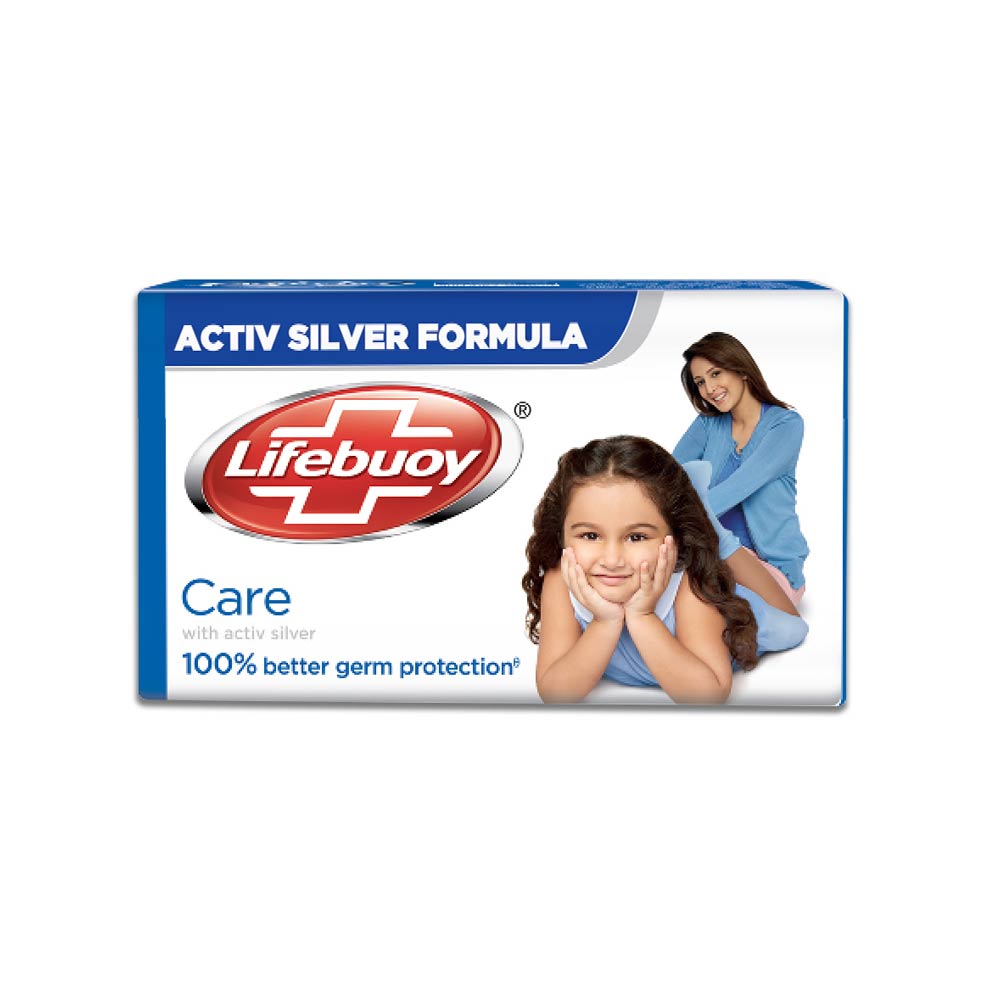 ACTIV SILVER FORMULA
Lifebuoy
®
Care
with activ silver
100% better germ protection